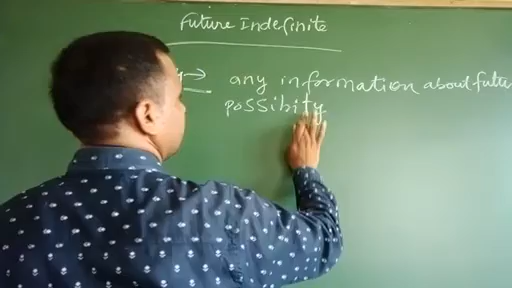 Future Indefinite
→ any information about futu
possibity